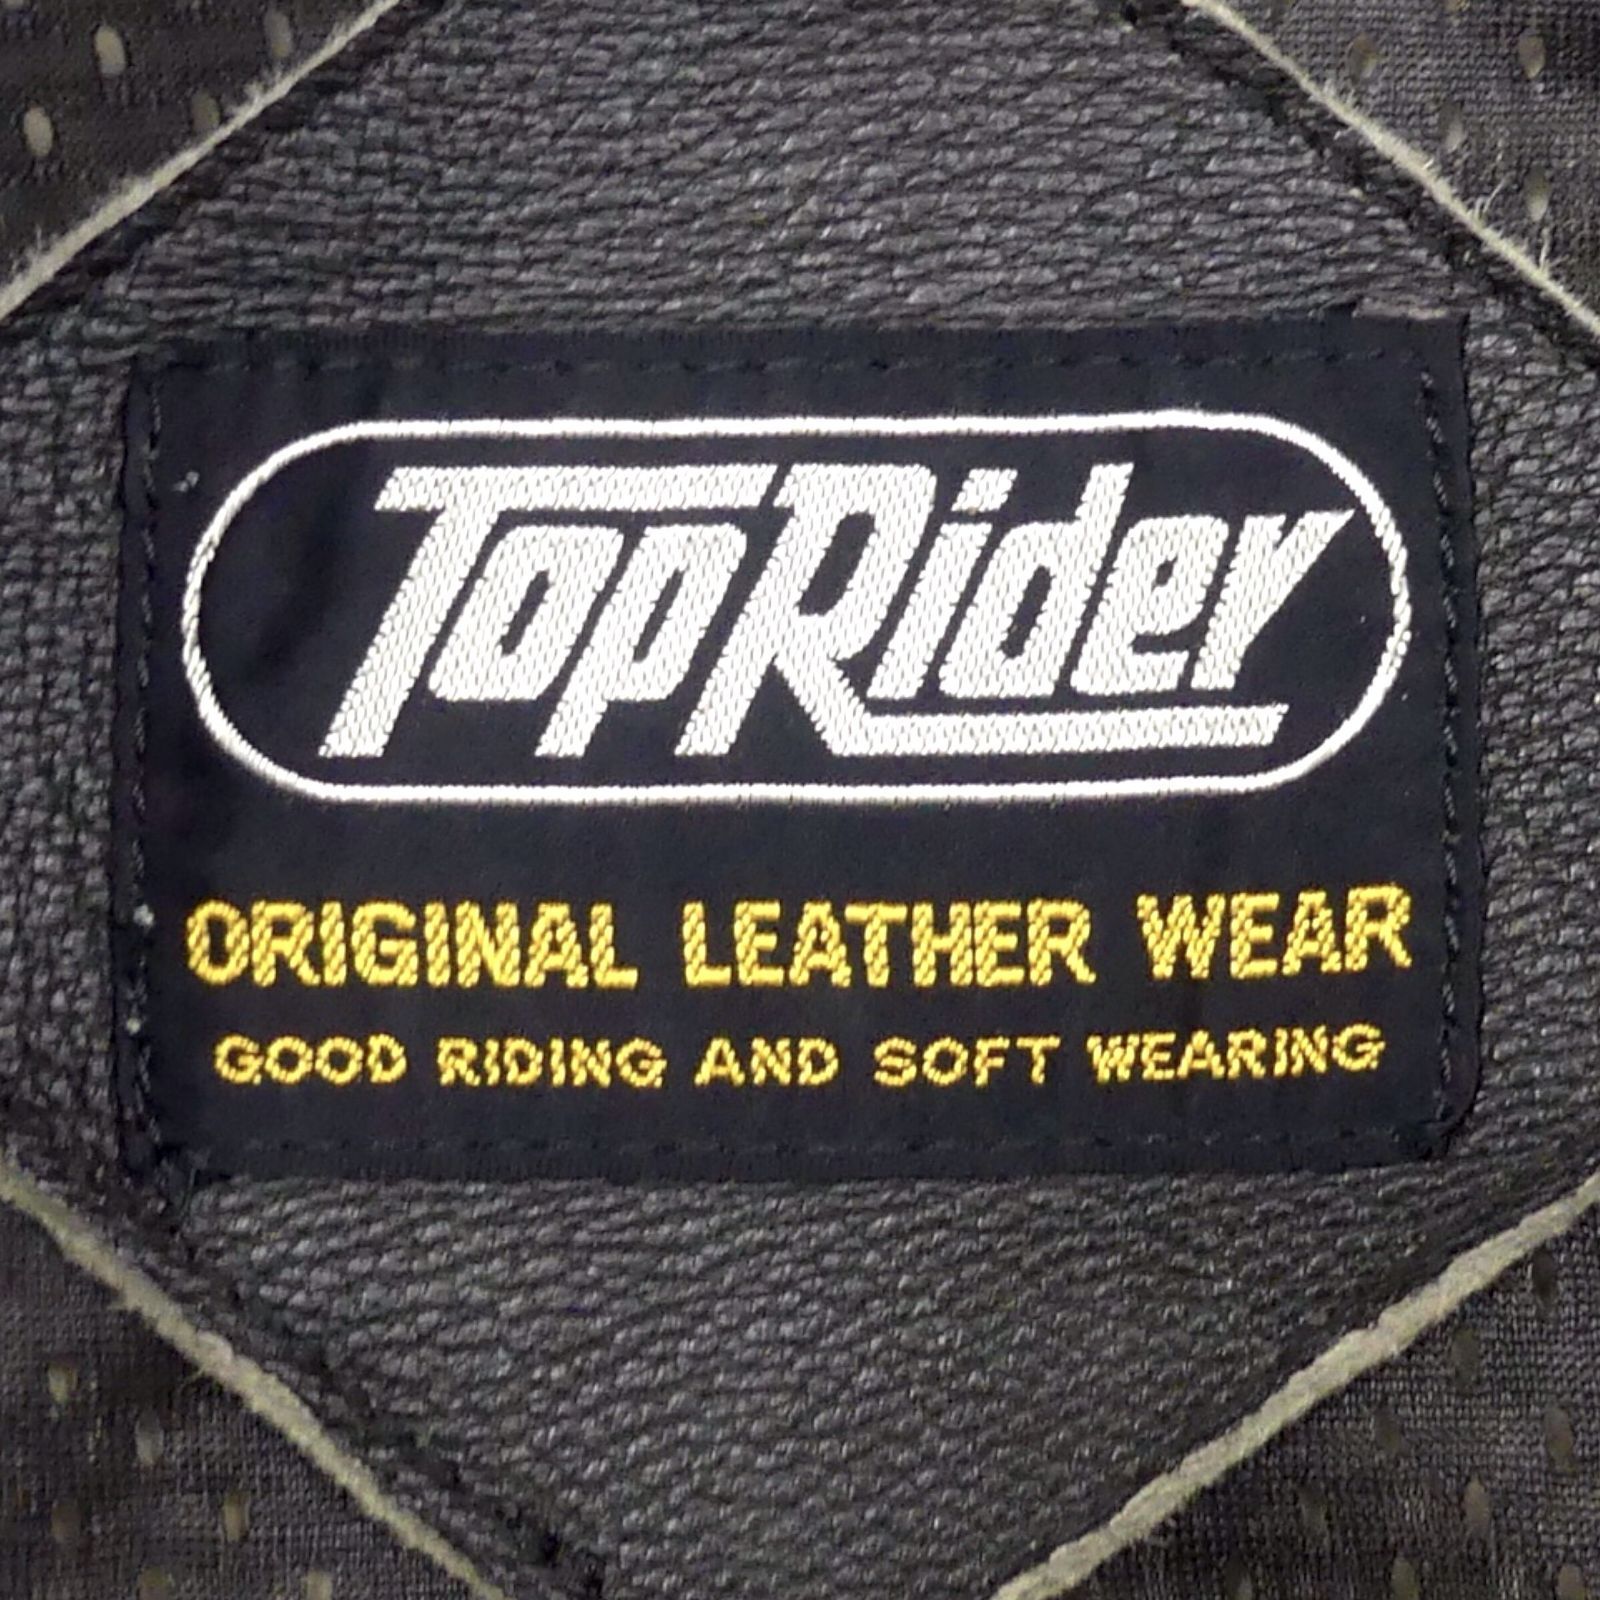 TopRider
ORIGINAL LEATHER WEAR
GOOD RIDING AND SOFT WEARING